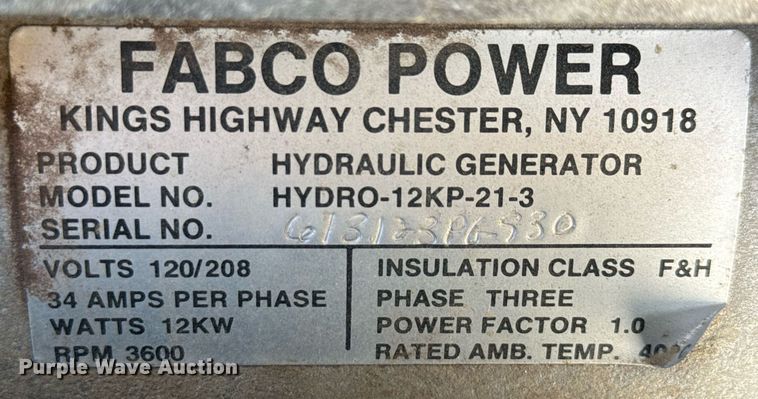 FABCO POWER
KINGS HIGHWAY CHESTER, NY 10918
PRODUCT HYDRAULIC GENERATOR
MODEL NO. HYDRO-12KP-21-3
SERIAL NO.
VOLTS 120/208 INSULATION CLASS F&H
34 AMPS PER PHASE PHASE THREE
WATTS 12KW POWER FACTOR 1.0
RPM 3600 RATED AMB. TEMP.
Purple Wave Auction